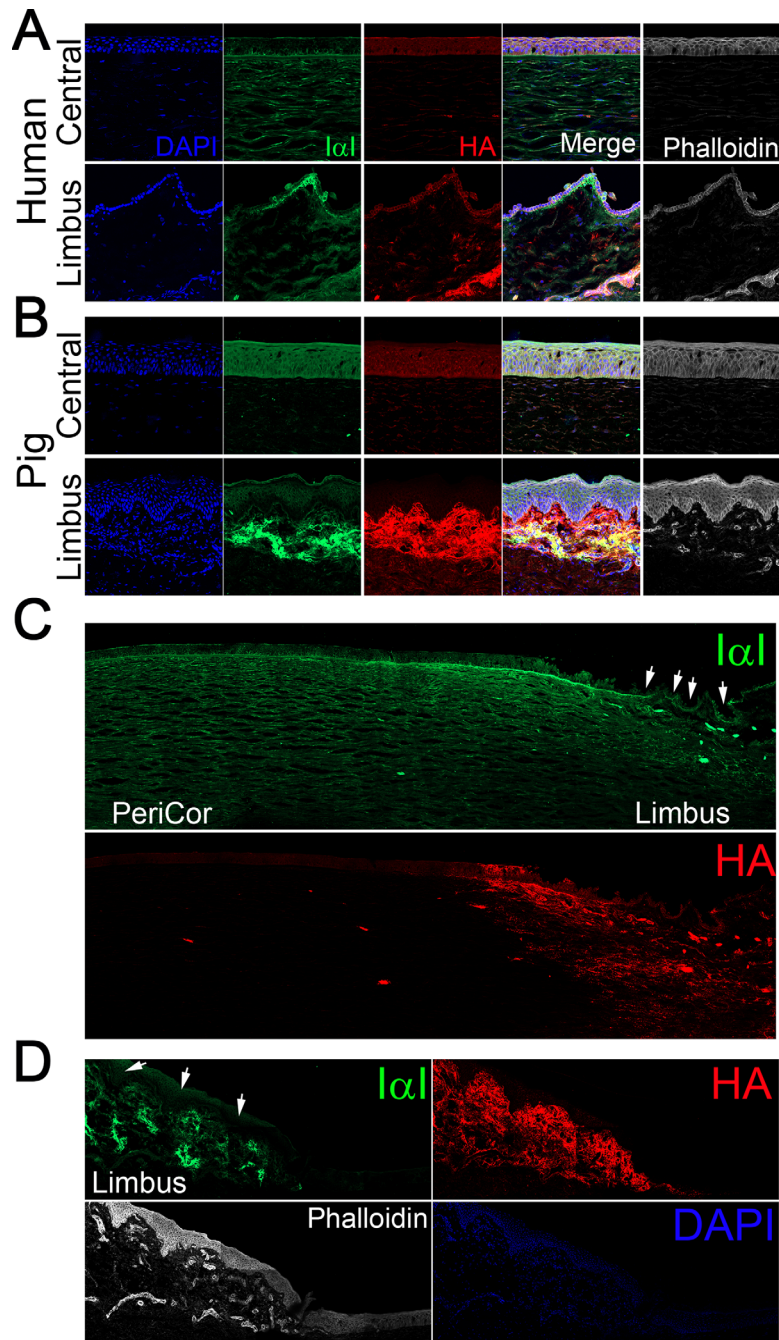 A
Human
Central
DAPI
IαI
HA
Merge
Phalloidin
Limbus
B
Pig
Central
Limbus
C
IαI
PeriCor
Limbus
HA
D
IαI
HA
Limbus
Phalloidin
DAPI